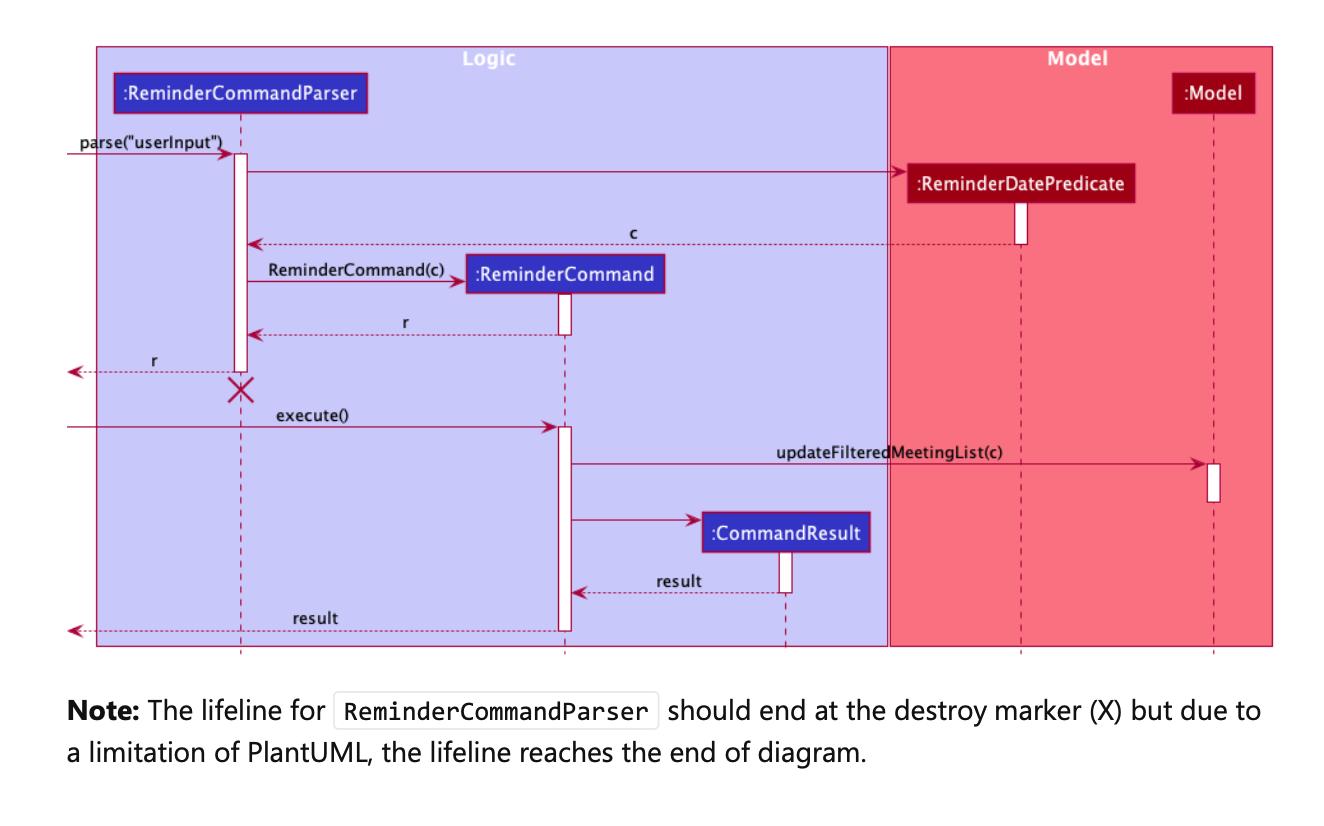 Logic
Model
:ReminderCommandParser
:Model
parse("userInput")
:ReminderDatePredicate
c
ReminderCommand(c)
:ReminderCommand
r
r
execute()
updateFilteredMeetingList(c)
:CommandResult
result
result
Note: The lifeline for ReminderCommandParser should end at the destroy marker (X) but due to
a limitation of PlantUML, the lifeline reaches the end of diagram.